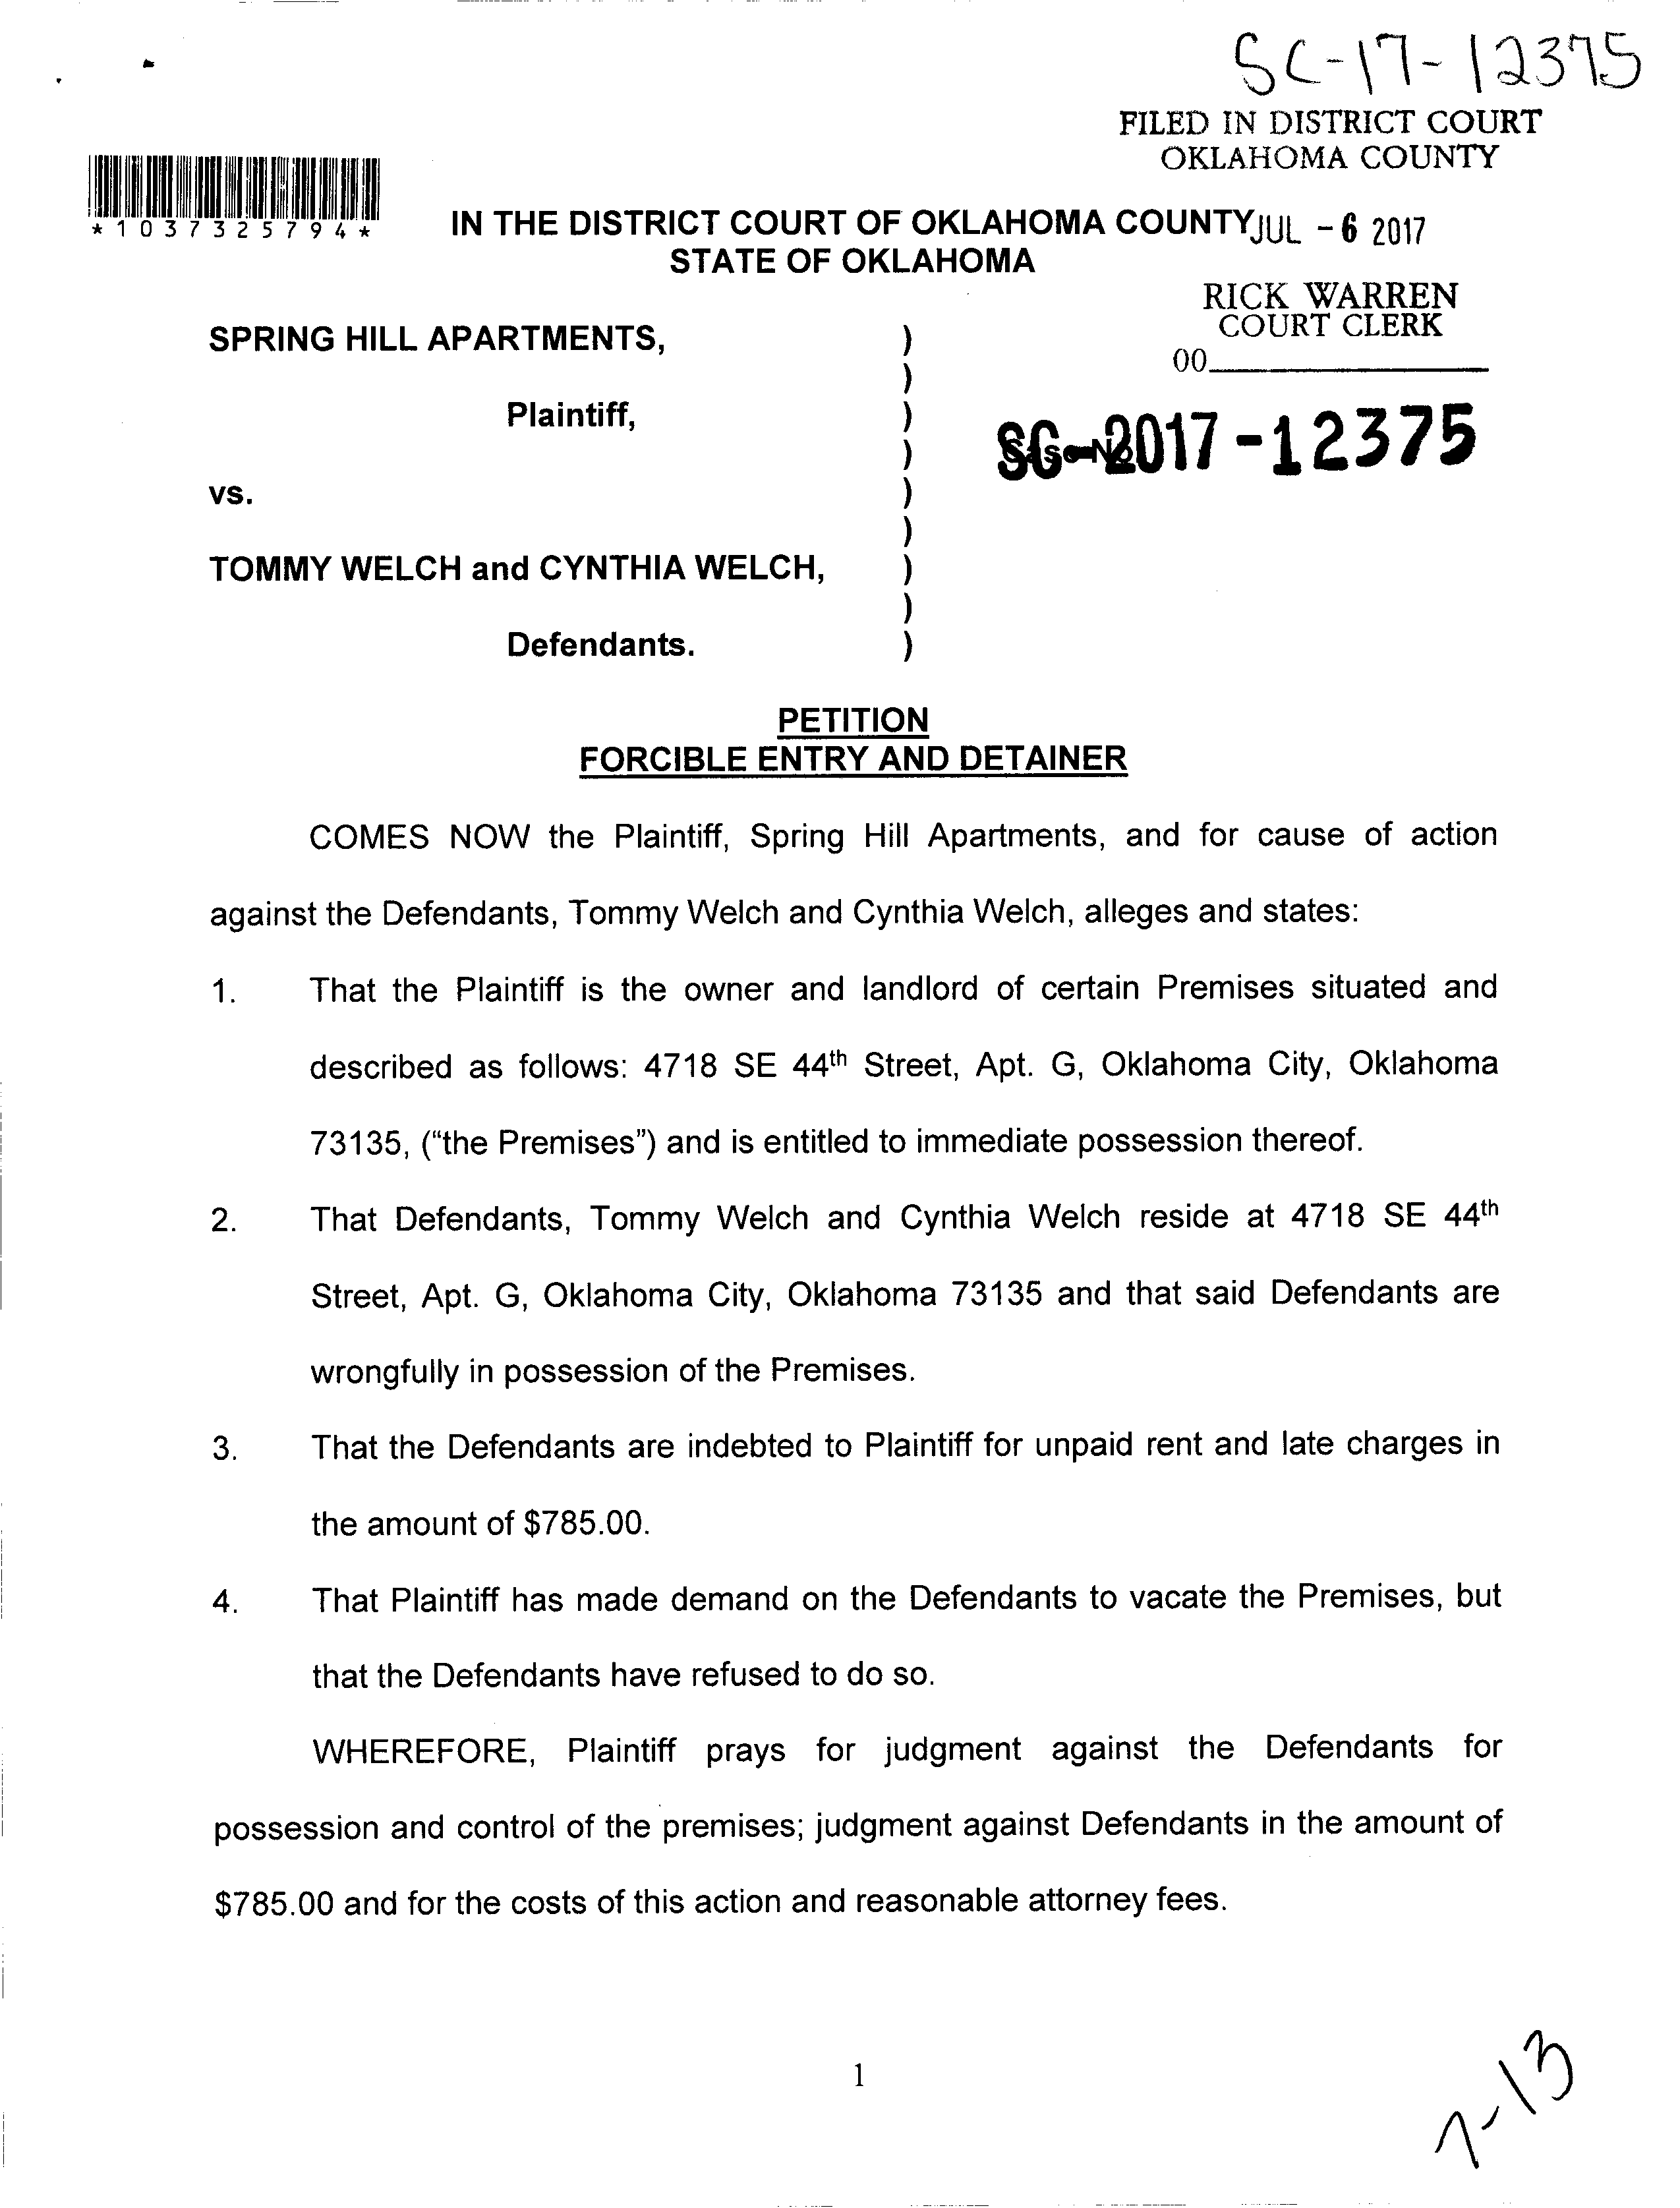 SC-17-12375
FILED IN DISTRICT COURT
OKLAHOMA COUNTY
*1037325794*
IN THE DISTRICT COURT OF OKLAHOMA COUNTY JUL -6 2017
STATE OF OKLAHOMA
RICK WARREN
COURT CLERK
00
SPRING HILL APARTMENTS, )
)
Plaintiff, )
SC-2017-12375
)
vs. )
)
TOMMY WELCH and CYNTHIA WELCH, )
)
Defendants. )
PETITION
FORCIBLE ENTRY AND DETAINER
COMES NOW the Plaintiff, Spring Hill Apartments, and for cause of action
against the Defendants, Tommy Welch and Cynthia Welch, alleges and states:
1. That the Plaintiff is the owner and landlord of certain Premises situated and
described as follows: 4718 SE 44th Street, Apt. G, Oklahoma City, Oklahoma
73135, (“the Premises”) and is entitled to immediate possession thereof.
2. That Defendants, Tommy Welch and Cynthia Welch reside at 4718 SE 44th
Street, Apt. G, Oklahoma City, Oklahoma 73135 and that said Defendants are
wrongfully in possession of the Premises.
3. That the Defendants are indebted to Plaintiff for unpaid rent and late charges in
the amount of $785.00.
4. That Plaintiff has made demand on the Defendants to vacate the Premises, but
that the Defendants have refused to do so.
WHEREFORE, Plaintiff prays for judgment against the Defendants for
possession and control of the premises; judgment against Defendants in the amount of
$785.00 and for the costs of this action and reasonable attorney fees.
1
7-13